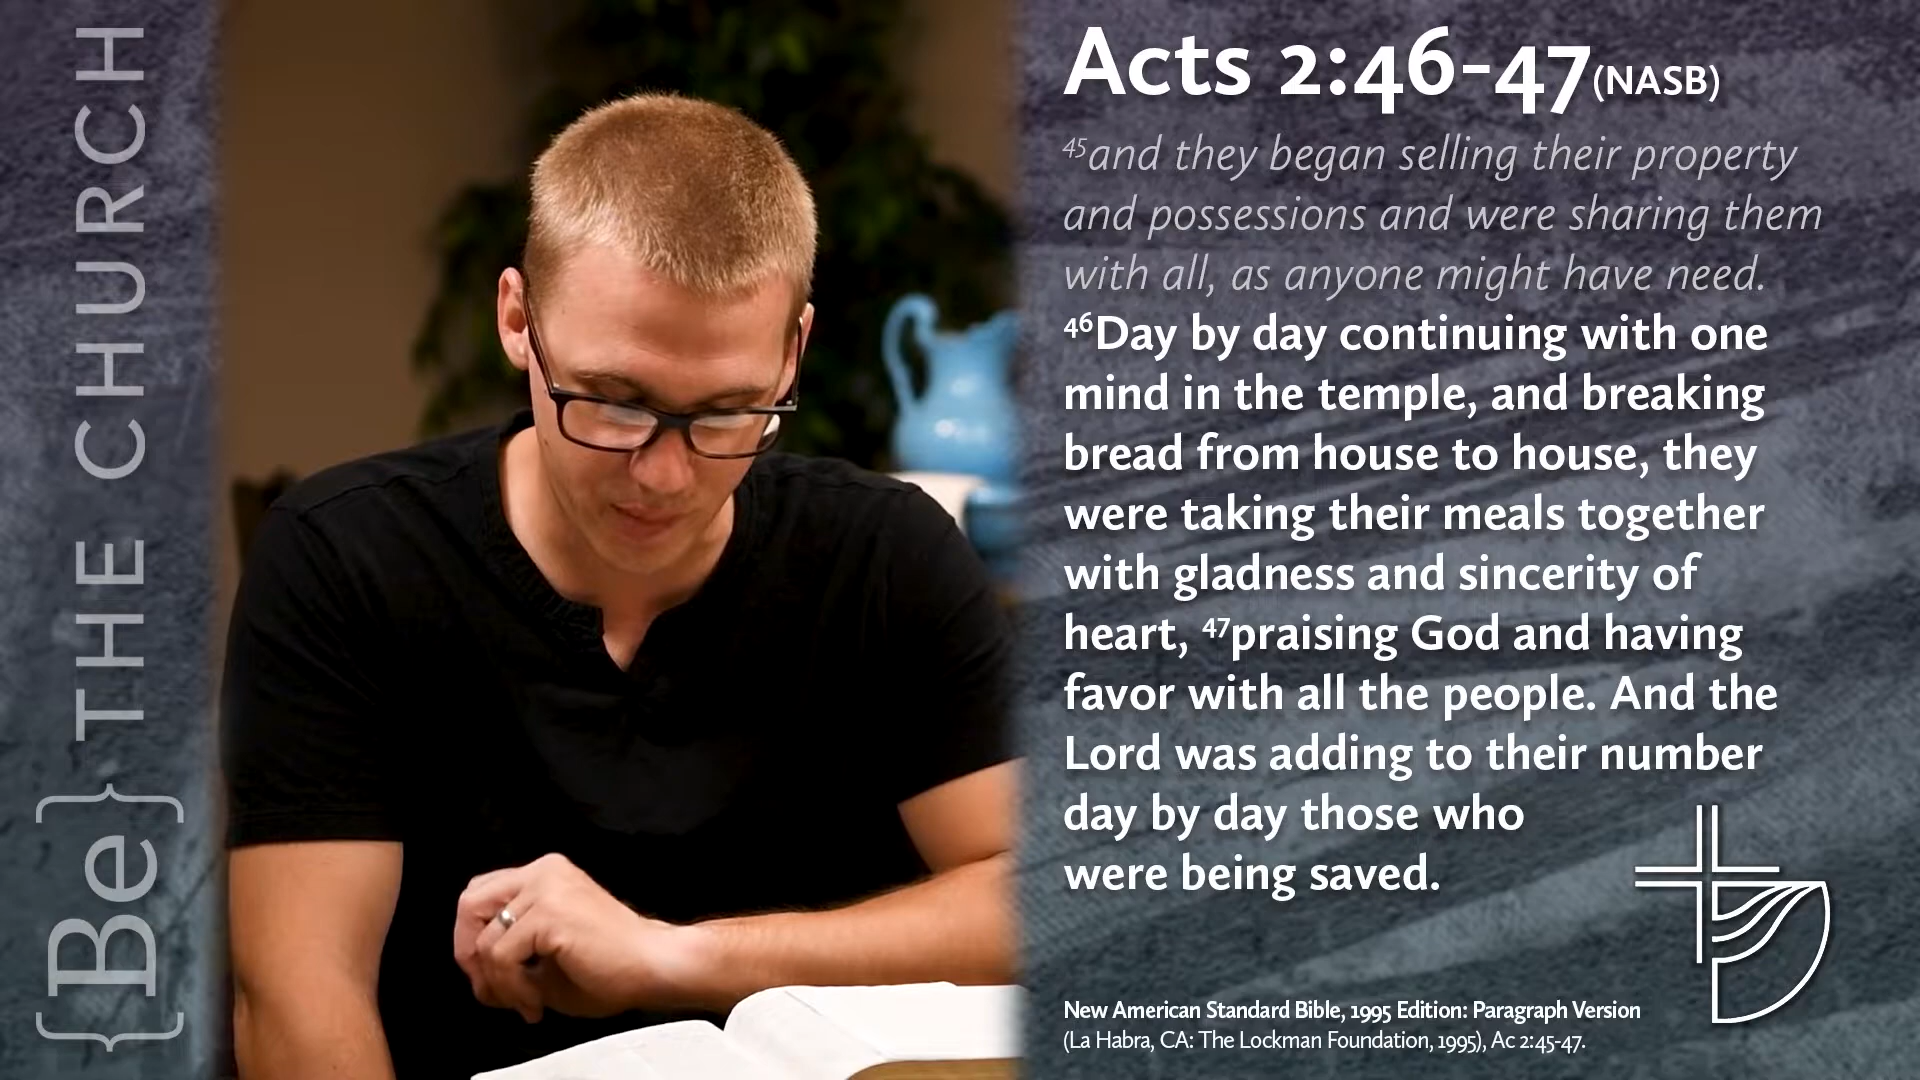 {Be} THE CHURCH
Acts 2:46-47(NASB)
45and they began selling their property
and possessions and were sharing them
with all, as anyone might have need.
46Day by day continuing with one
mind in the temple, and breaking
bread from house to house, they
were taking their meals together
with gladness and sincerity of
heart, 47praising God and having
favor with all the people. And the
Lord was adding to their number
day by day those who
were being saved.
New American Standard Bible, 1995 Edition: Paragraph Version
(La Habra, CA: The Lockman Foundation, 1995), Ac 2:45-47.